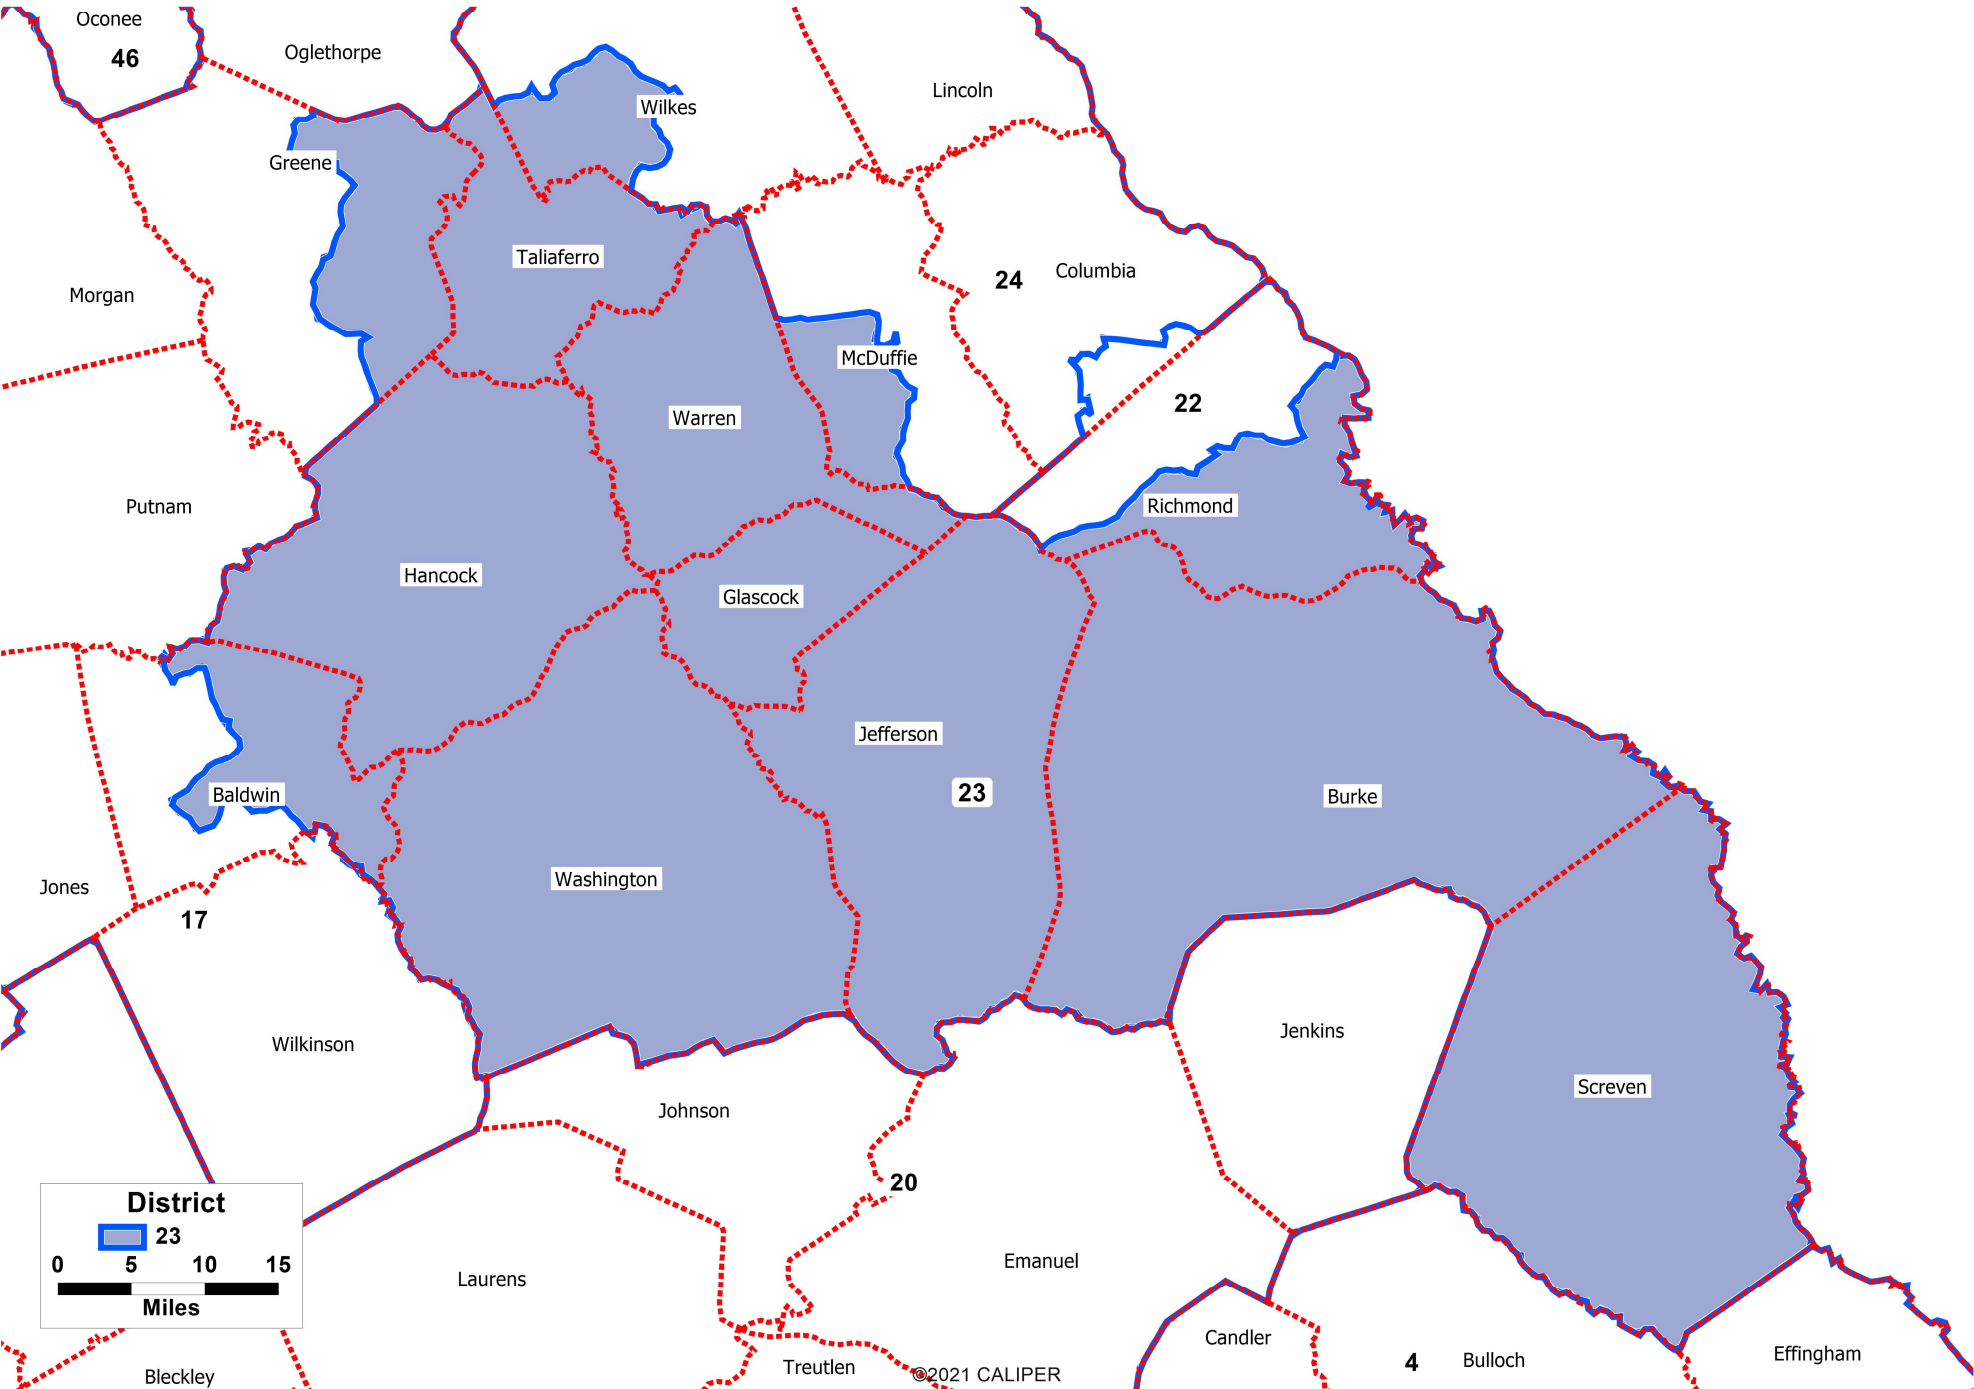 Oconee
46
Oglethorpe
Wilkes
Lincoln
Greene
Taliaferro
24
Columbia
Morgan
McDuffie
22
Warren
Putnam
Richmond
Hancock
Glascock
Jefferson
23
Baldwin
Burke
Washington
Jones
17
Wilkinson
Jenkins
Screven
Johnson
20
District
23
0 5 10 15
Miles
Emanuel
Laurens
Candler
4
Bulloch
Effingham
Treutlen
Bleckley
©2021 CALIPER